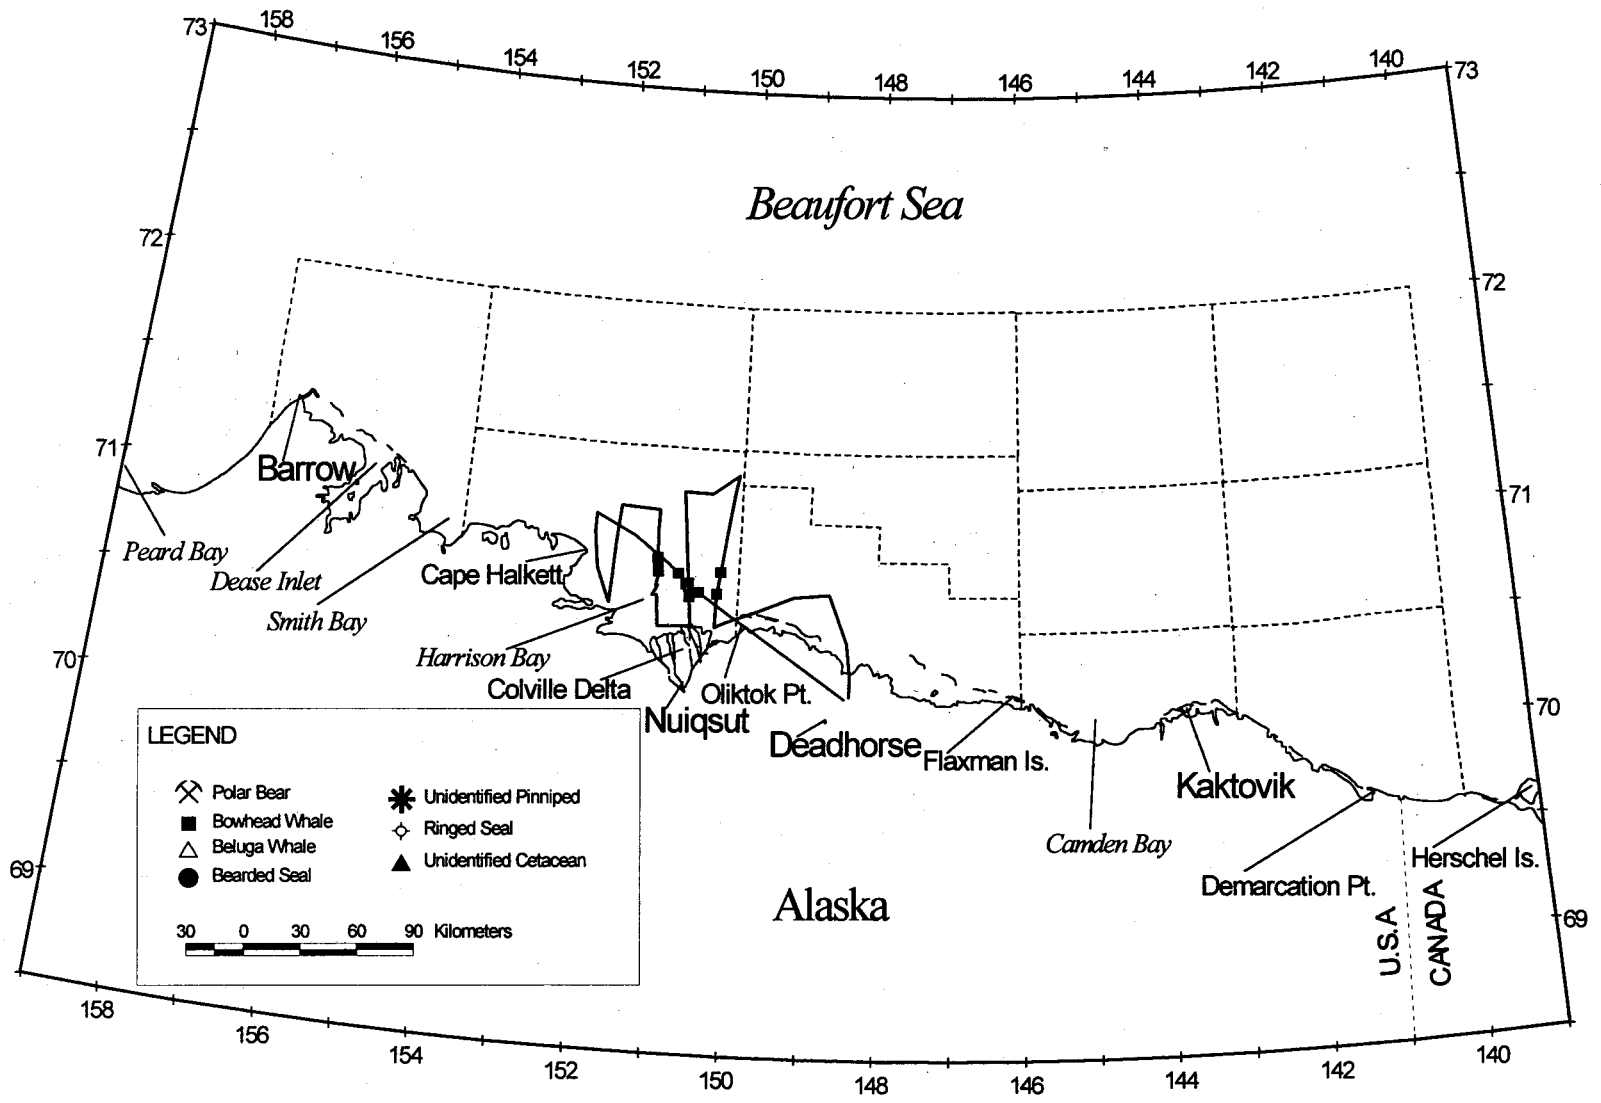 73 158 156 154 152 150 148 146 144 142 140 73
Beaufort Sea
72
72
71
71
Barrow
Peard Bay
Dease Inlet
Smith Bay
Cape Halkett
Harrison Bay
Colville Delta
Oliktok Pt.
Nuiqsut
Deadhorse
Flaxman Is.
70
70
Kaktovik
Camden Bay
Demarcation Pt.
Herschel Is.
Alaska
U.S.A
CANADA
69
69
LEGEND
Polar Bear
Bowhead Whale
Beluga Whale
Bearded Seal
Unidentified Pinniped
Ringed Seal
Unidentified Cetacean
30 0 30 60 90 Kilometers
158 156 154 152 150 148 146 144 142 140